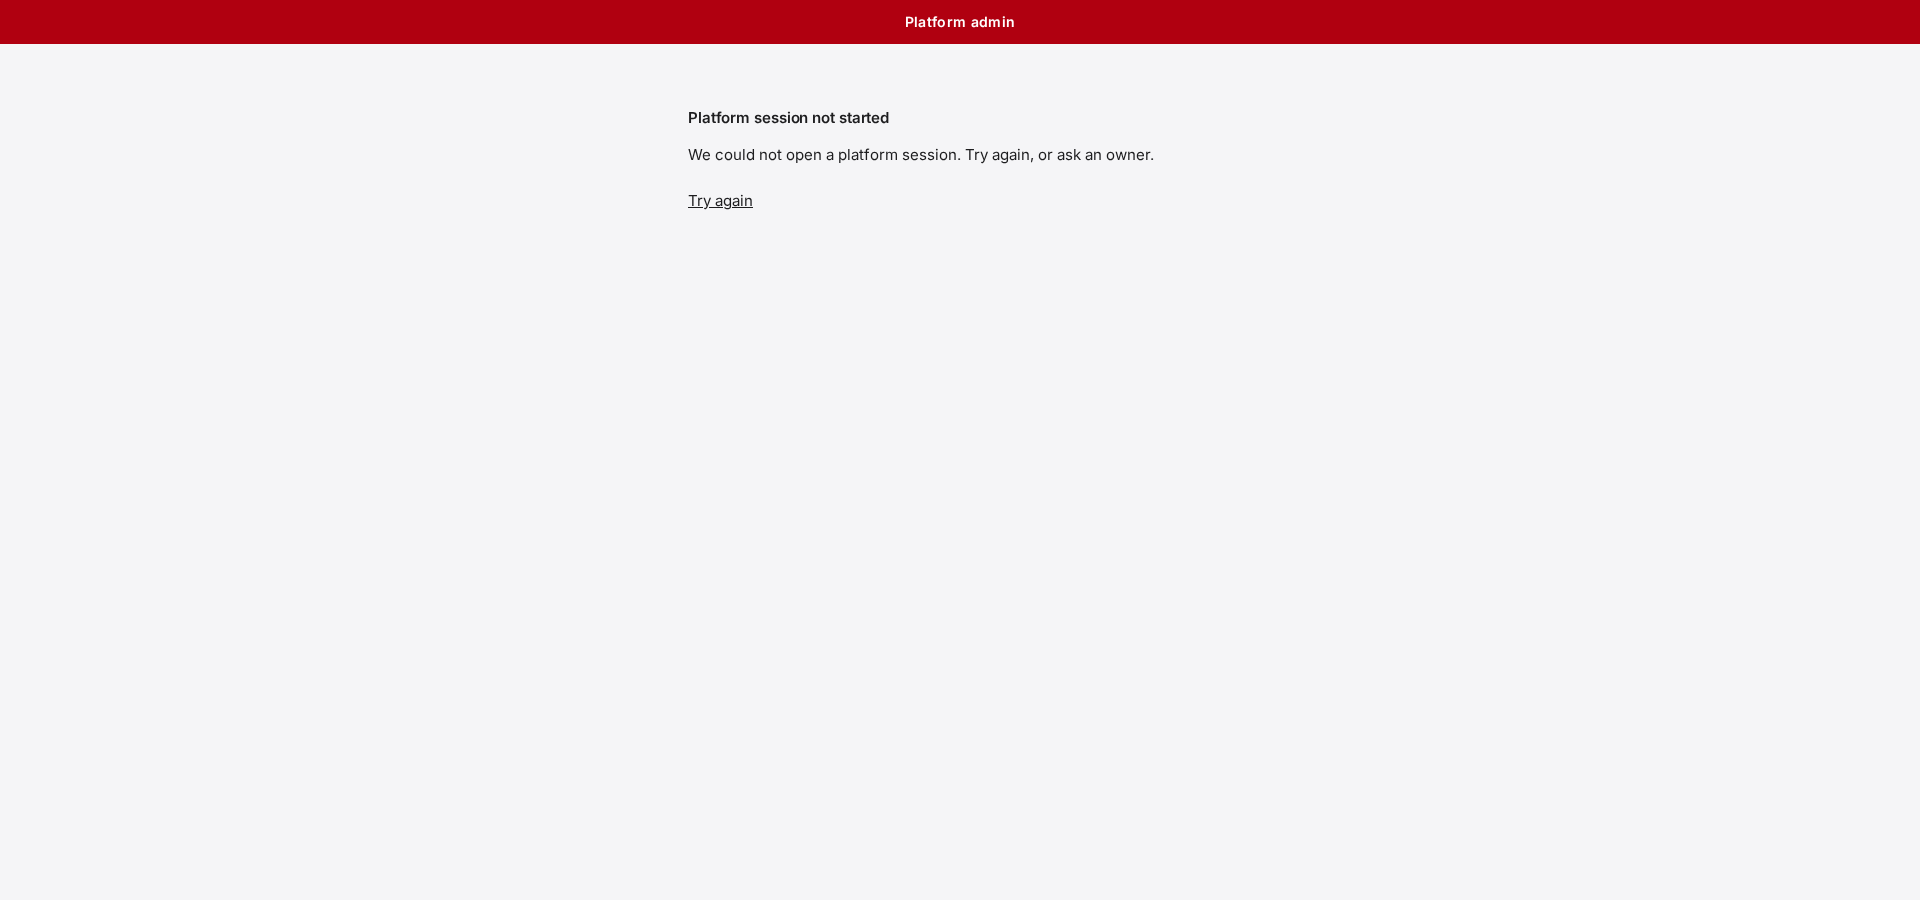 Platform admin
Platform session not started
We could not open a platform session. Try again, or ask an owner.
Try again